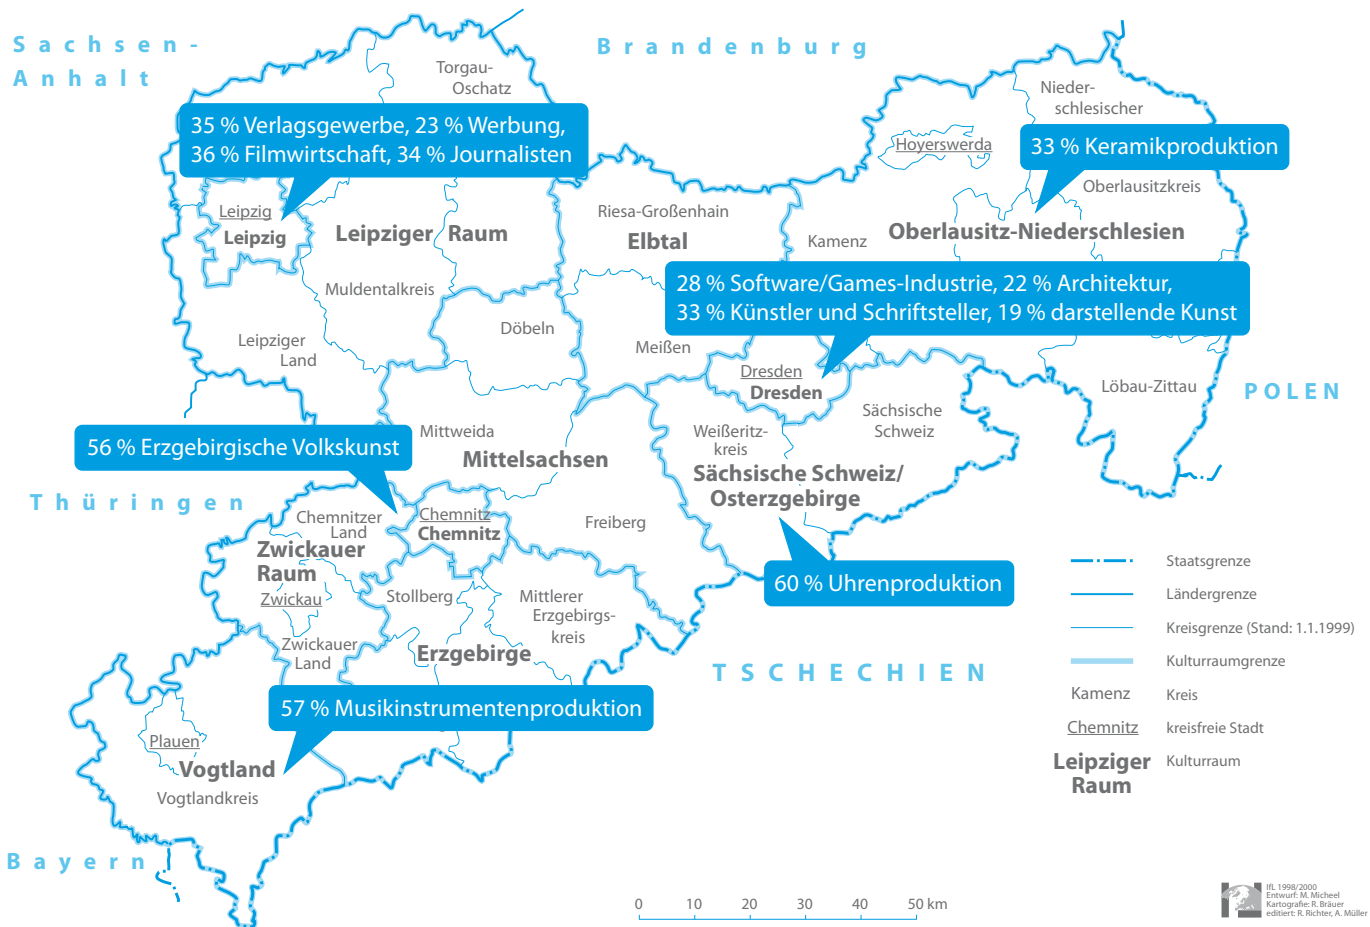 Sachsen-
Anhalt
Brandenburg
Torgau-
Oschatz
Nieder-
schlesischer
35 % Verlagsgewerbe, 23 % Werbung,
36 % Filmwirtschaft, 34 % Journalisten
Hoyerswerda
33 % Keramikproduktion
Oberlausitzkreis
Leipzig
Leipzig
Leipziger Raum
Riesa-Großenhain
Elbtal
Kamenz
Oberlausitz-Niederschlesien
28 % Software/Games-Industrie, 22 % Architektur,
33 % Künstler und Schriftsteller, 19 % darstellende Kunst
Muldentalkreis
Döbeln
Leipziger
Land
Meißen
Dresden
Dresden
Löbau-Zittau
POLEN
Sächsische
Schweiz
56 % Erzgebirgische Volkskunst
Mittweida
Mittelsachsen
Weißeritz-
kreis
Sächsische Schweiz/
Osterzgebirge
Thüringen
Chemnitzer
Land
Chemnitz
Chemnitz
Freiberg
Zwickauer
Raum
Zwickau
Stollberg
Mittlerer
Erzgebirgs-
kreis
60 % Uhrenproduktion
Zwickauer
Land
Erzgebirge
TSCHECHIEN
57 % Musikinstrumentenproduktion
Plauen
Vogtland
Vogtlandkreis
Bayern
Staatsgrenze
Ländergrenze
Kreisgrenze (Stand: 1.1.1999)
Kulturraumgrenze
Kamenz Kreis
Chemnitz kreisfreie Stadt
Leipziger Kulturraum
Raum
0 10 20 30 40 50 km
IfL 1998/2000
Entwurf: M. Micheel
Kartografie: R. Bräuer
editiert: R. Richter, A. Müller